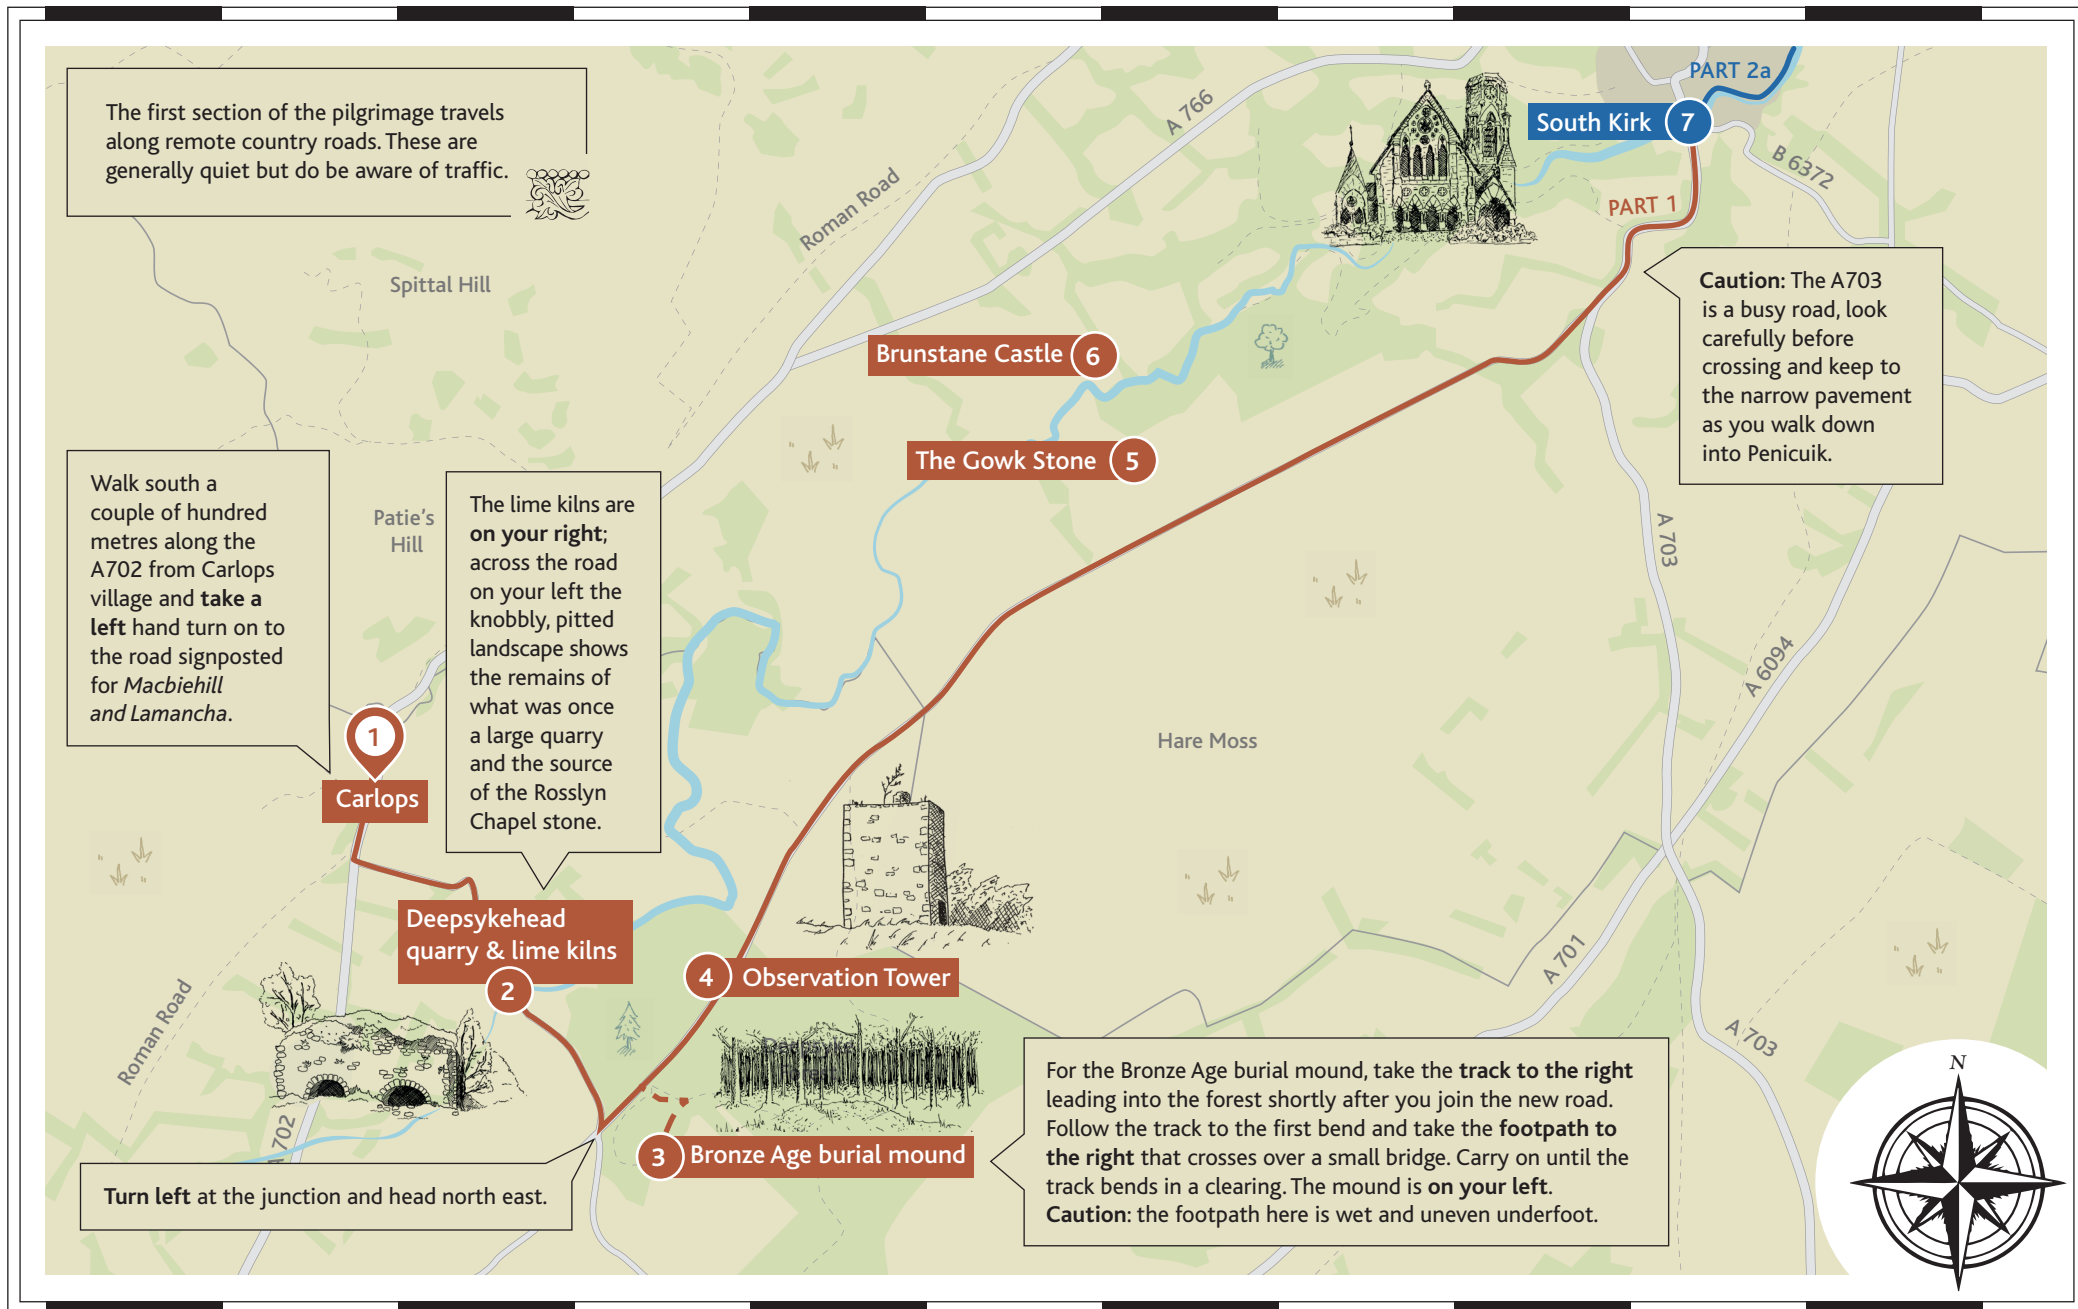 The first section of the pilgrimage travels
along remote country roads. These are
generally quiet but do be aware of traffic.
PART 2a
South Kirk 7
A 766
B 6372
Roman Road
PART 1
Spittal Hill
Caution: The A703
is a busy road, look
carefully before
crossing and keep to
the narrow pavement
as you walk down
into Penicuik.
Brunstane Castle 6
The Gowk Stone 5
Walk south a
couple of hundred
metres along the
A702 from Carlops
village and take a
left hand turn on to
the road signposted
for Macbiehill
and Lamancha.
Patie's
Hill
The lime kilns are
on your right;
across the road
on your left the
knobbly, pitted
landscape shows
the remains of
what was once
a large quarry
and the source
of the Rosslyn
Chapel stone.
A 703
A 6094
1
Carlops
Hare Moss
Deepsykehead
quarry & lime kilns
2
4 Observation Tower
A 701
Roman Road
A 703
A 702
3 Bronze Age burial mound
Turn left at the junction and head north east.
For the Bronze Age burial mound, take the track to the right
leading into the forest shortly after you join the new road.
Follow the track to the first bend and take the footpath to
the right that crosses over a small bridge. Carry on until the
track bends in a clearing. The mound is on your left.
Caution: the footpath here is wet and uneven underfoot.
N